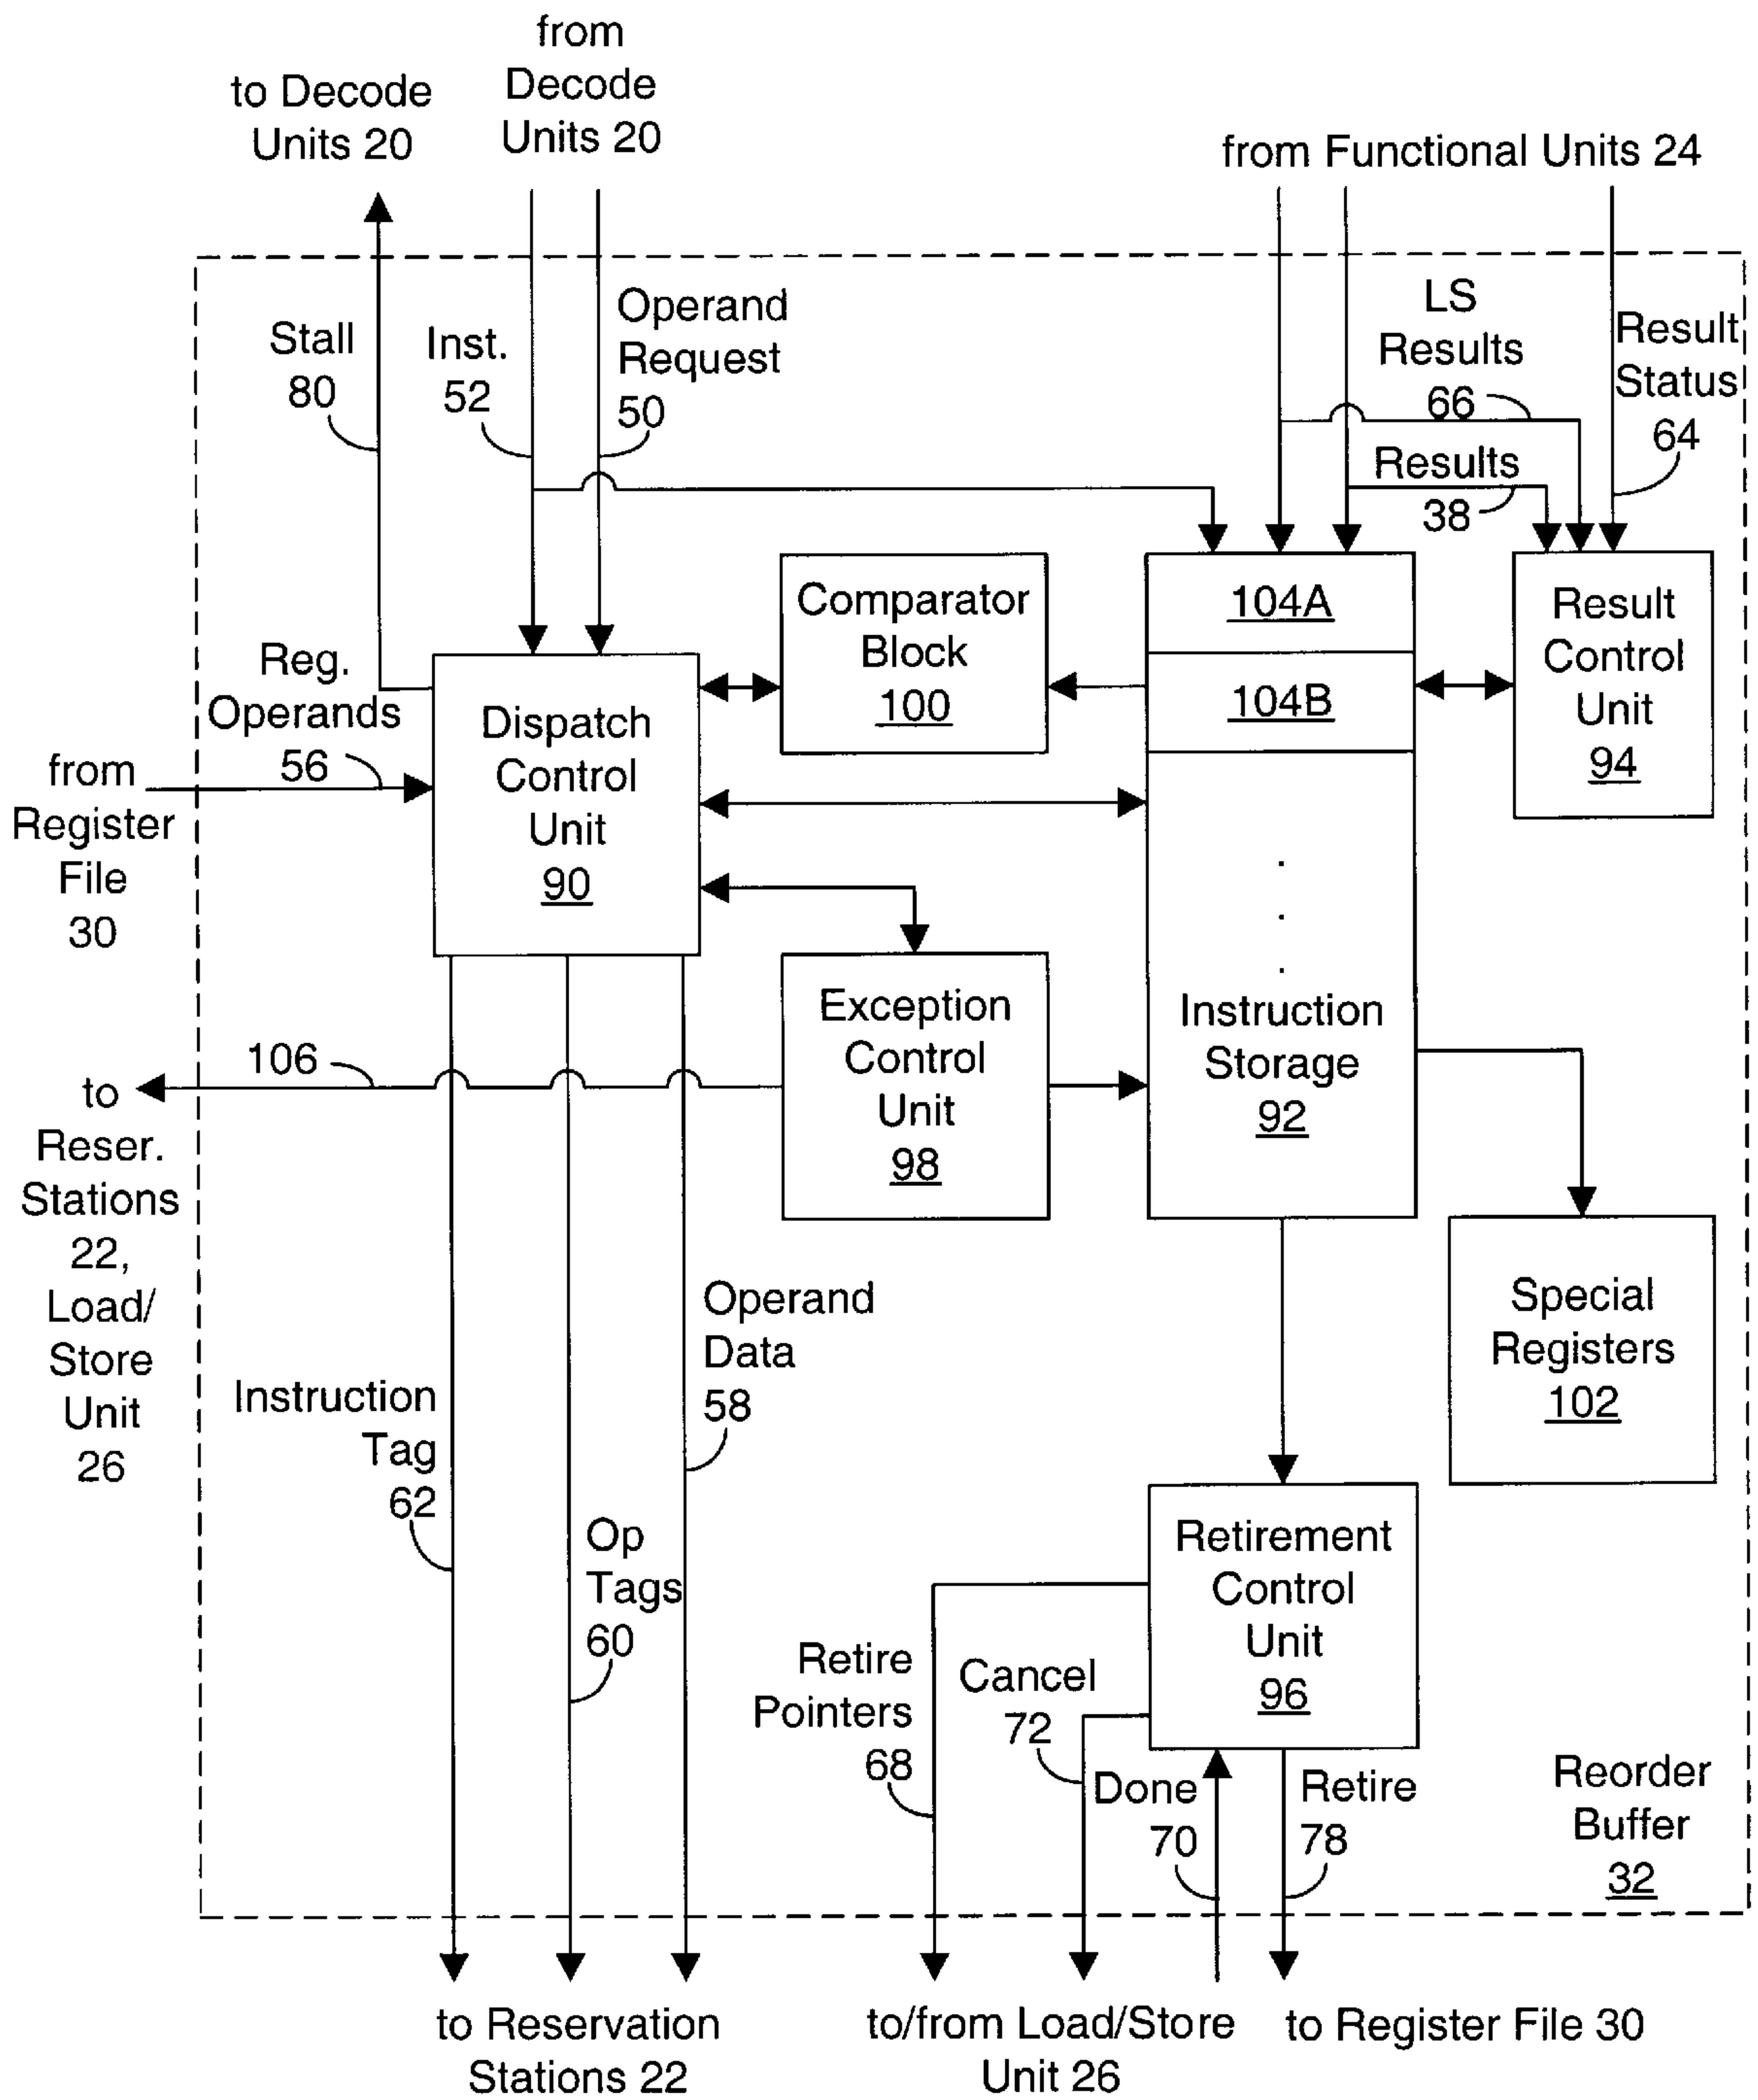 from
Decode
Units 20
to Decode
Units 20
from Functional Units 24
Stall
80
Inst.
52
Operand
Request
50
LS
Results
66
Result
Status
64
Results
38
Reg.
Operands
56
from
Register
File
30
Dispatch
Control
Unit
90
Comparator
Block
100
104A
104B
.
.
.
Instruction
Storage
92
Result
Control
Unit
94
Exception
Control
Unit
98
106
to
Reser.
Stations
22,
Load/
Store
Unit
26
Special
Registers
102
Instruction
Tag
62
Op
Tags
60
Operand
Data
58
Retirement
Control
Unit
96
Retire
Pointers
68
Cancel
72
Done
70
Retire
78
Reorder
Buffer
32
to Reservation
Stations 22
to/from Load/Store
Unit 26
to Register File 30